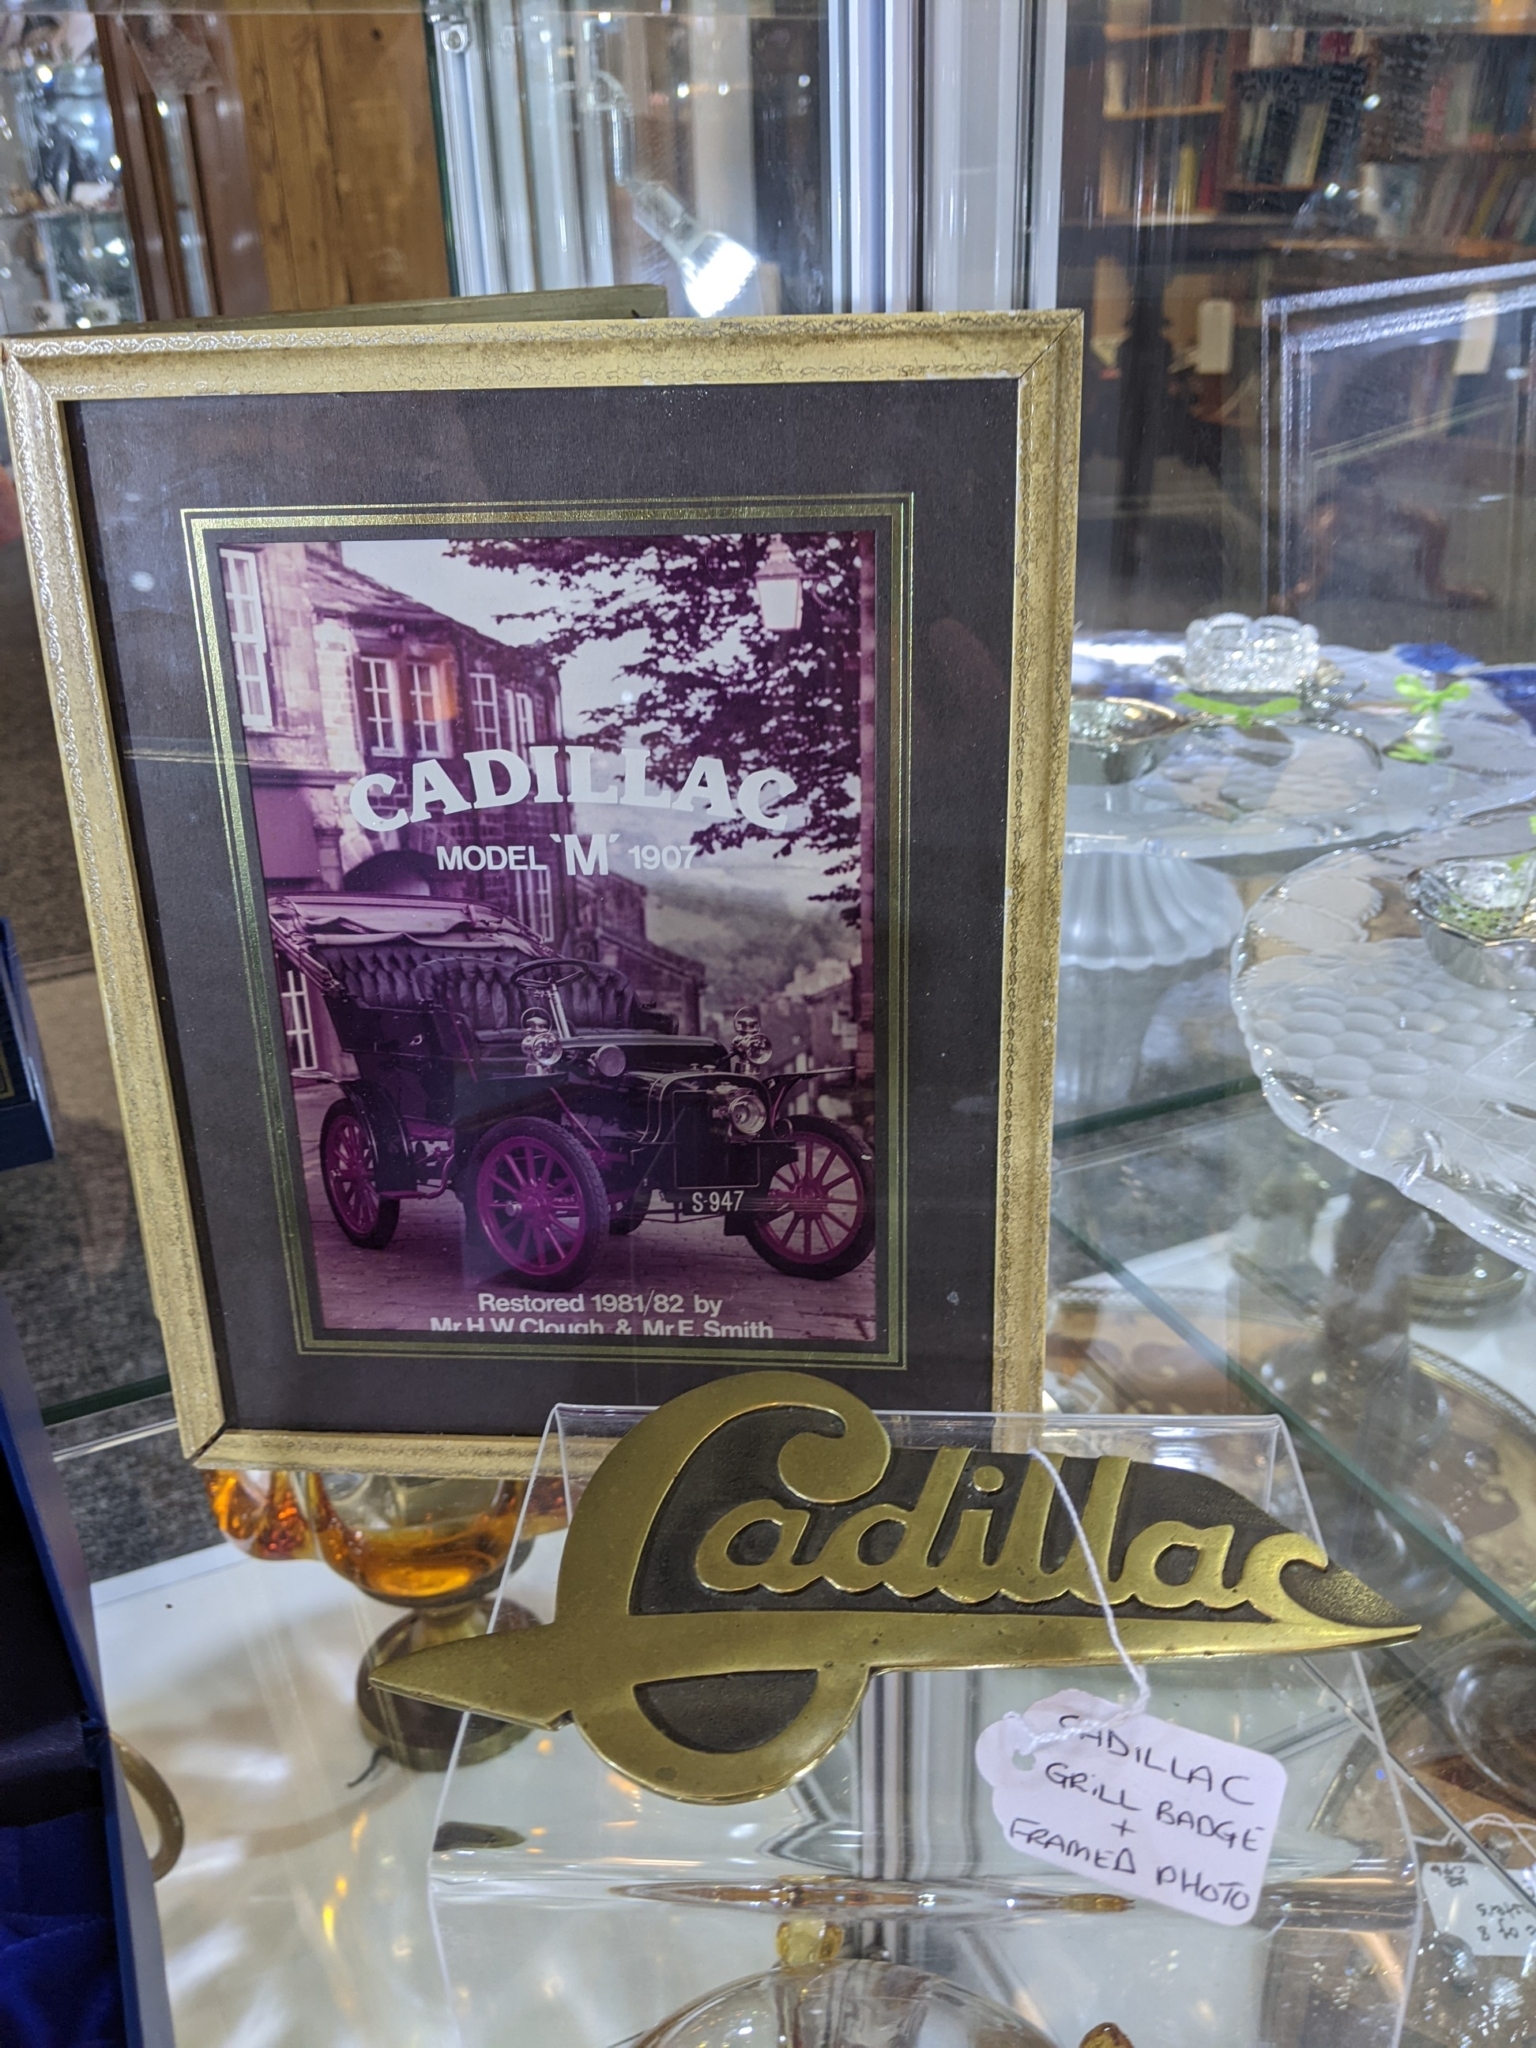 CADILLAC
MODEL 'M' 1907
S·947
Restored 1981/82 by
Mr H.W. Clough & Mr E. Smith
Cadillac
CADILLAC
GRILL BADGE
+
FRAMED PHOTO